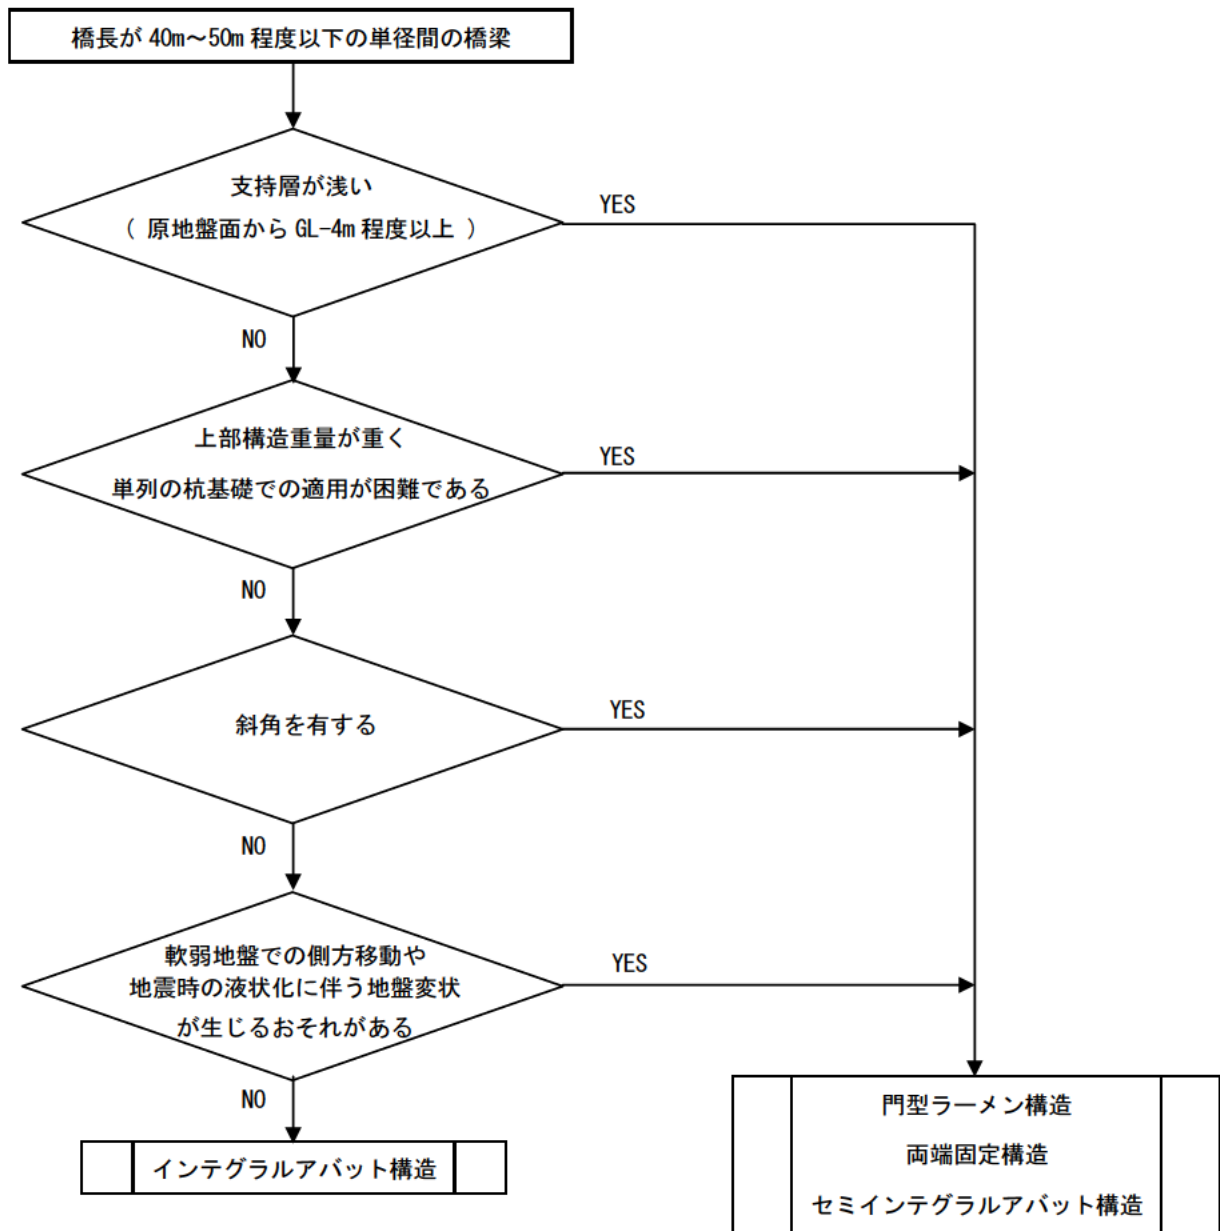 橋長が 40m～50m 程度以下の単径間の橋梁
支持層が浅い
（ 原地盤面から GL-4m 程度以上 ）
YES
NO
上部構造重量が重く
単列の杭基礎での適用が困難である
YES
NO
斜角を有する
YES
NO
軟弱地盤での側方移動や
地震時の液状化に伴う地盤変状
が生じるおそれがある
YES
NO
インテグラルアバット構造
門型ラーメン構造
両端固定構造
セミインテグラルアバット構造